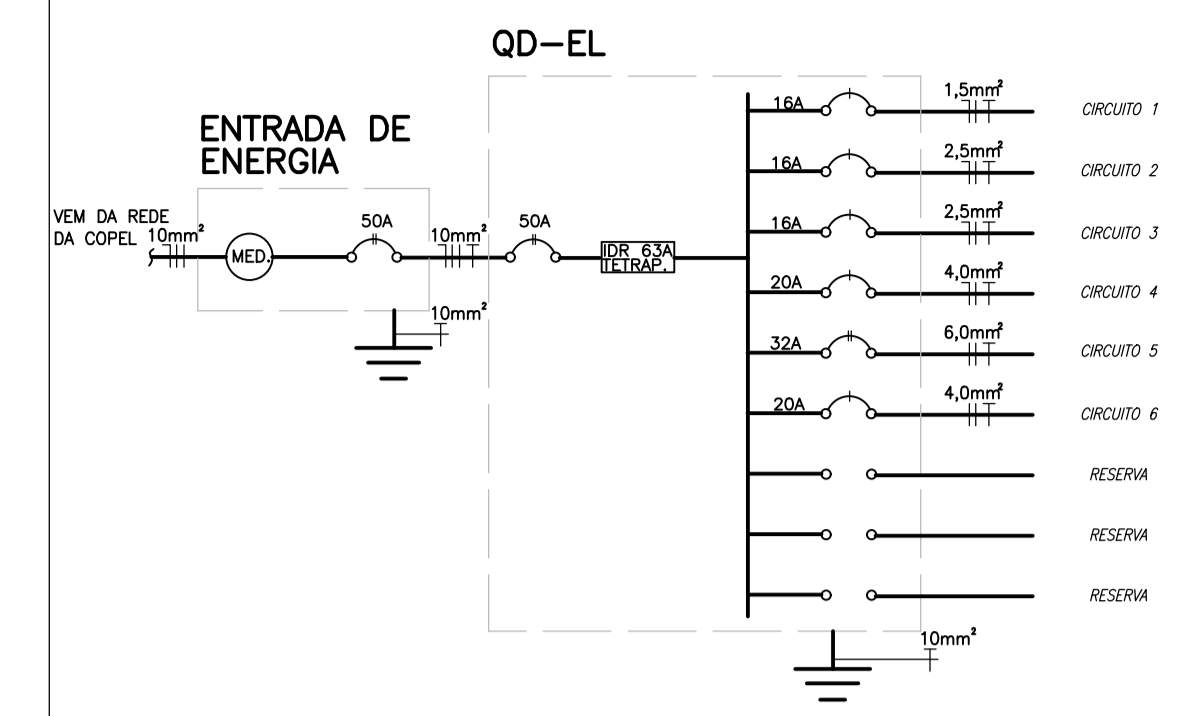 QD-EL
ENTRADA DE
ENERGIA
VEM DA REDE
DA COPEL
10mm²
MED.
50A
10mm²
10mm²
50A
IDR 63A
TETRAP.
16A
1,5mm²
CIRCUITO 1
16A
2,5mm²
CIRCUITO 2
16A
2,5mm²
CIRCUITO 3
20A
4,0mm²
CIRCUITO 4
32A
6,0mm²
CIRCUITO 5
20A
4,0mm²
CIRCUITO 6
RESERVA
RESERVA
RESERVA
10mm²